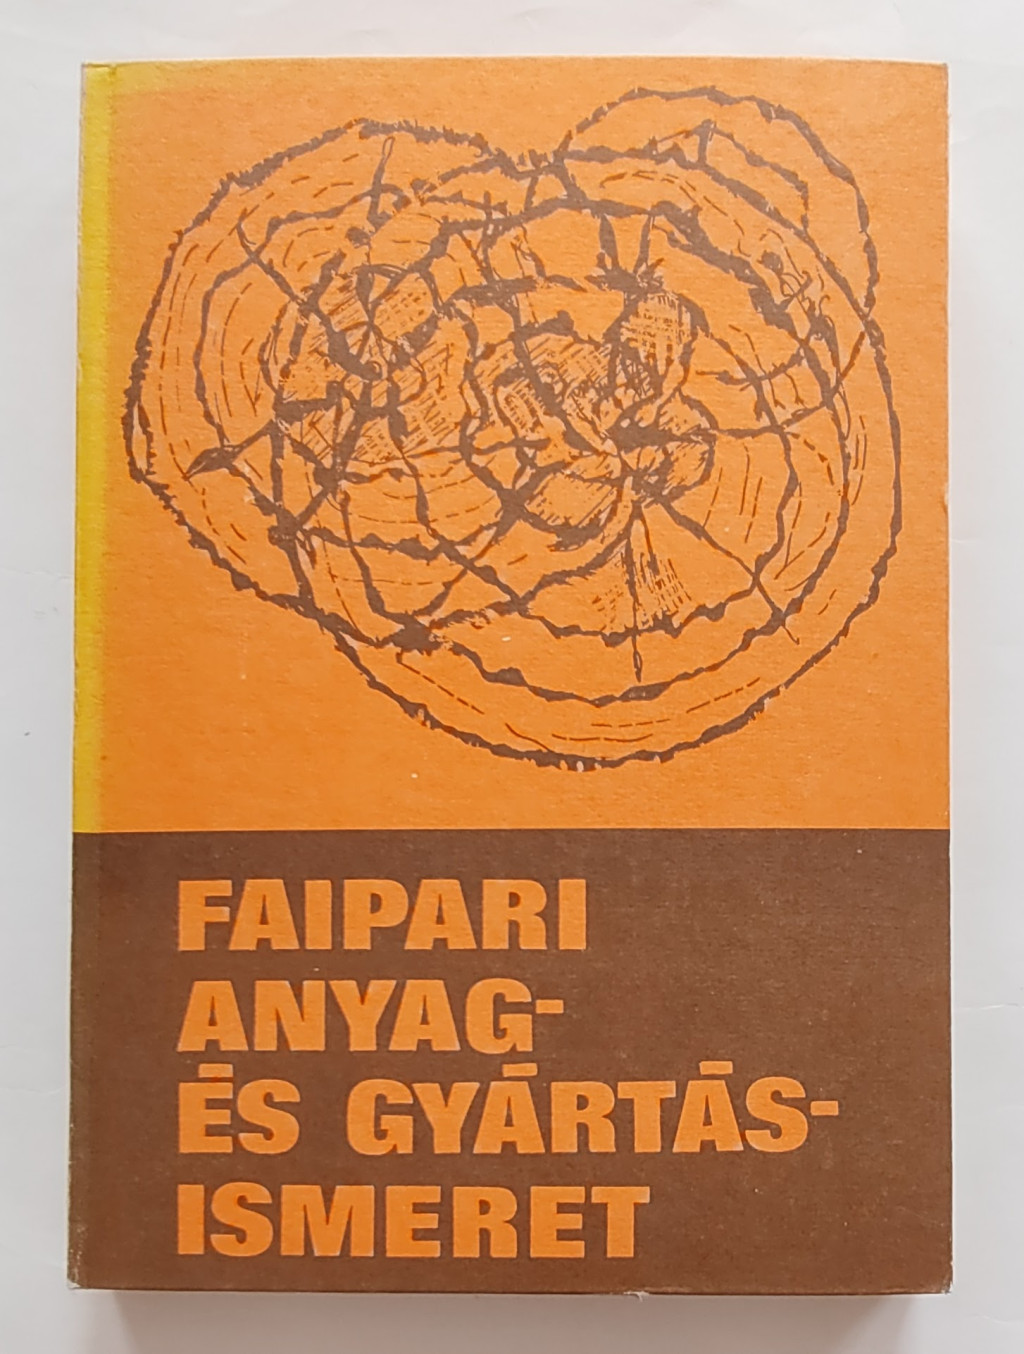 FAIPARI
ANYAG-
ÉS GYÁRTÁS-
ISMERET